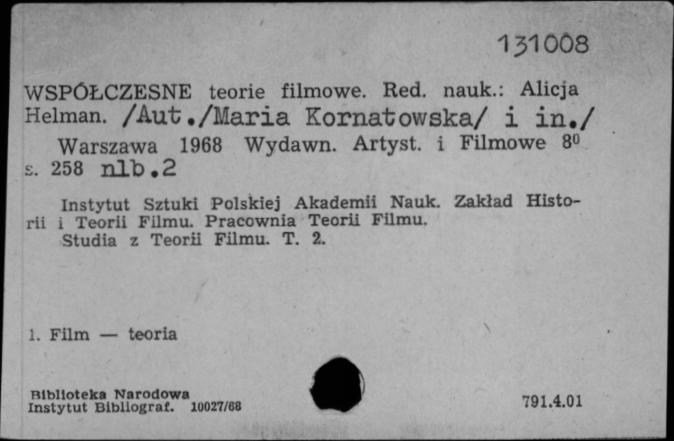 131008
WSPÓŁCZESNE teorie filmowe. Red. nauk.: Alicja
Helman. /Aut./Maria Kornatowska/ i in./
Warszawa 1968 Wydawn. Artyst. i Filmowe 8⁰
s. 258 nlb.2
Instytut Sztuki Polskiej Akademii Nauk. Zakład Histo-
rii i Teorii Filmu. Pracownia Teorii Filmu.
Studia z Teorii Filmu. T. 2.
1. Film — teoria
Biblioteka Narodowa
Instytut Bibliograf. 10027/68
791.4.01